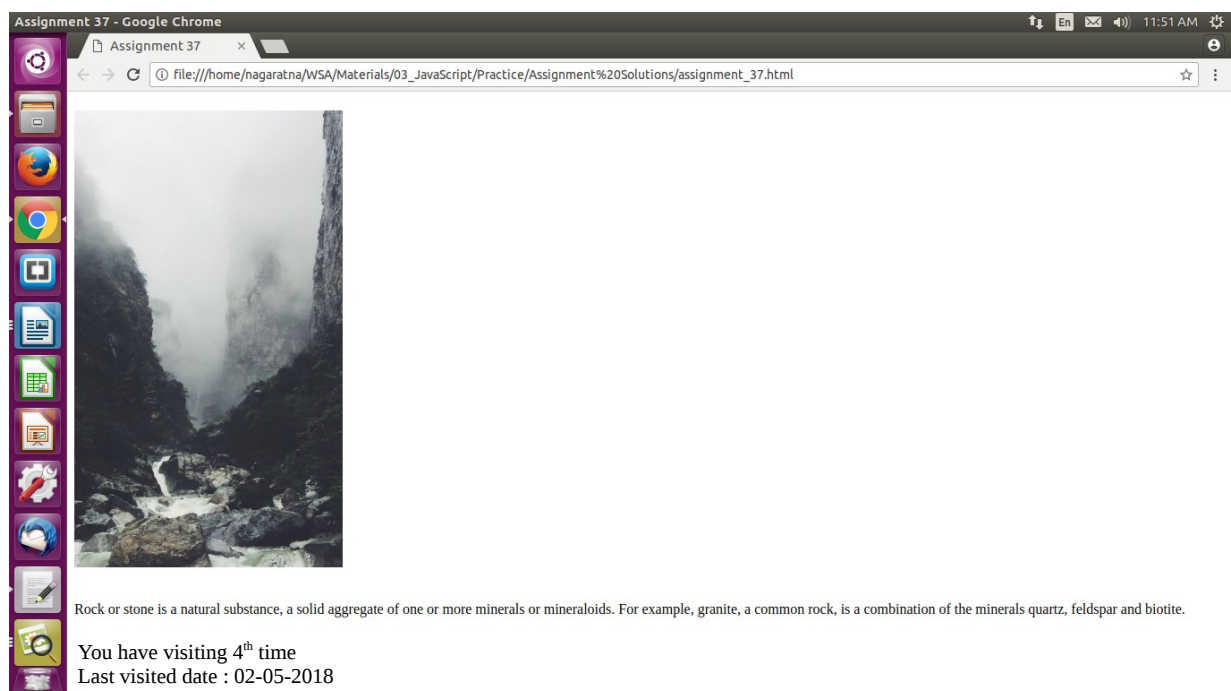 Assignment 37 - Google Chrome
En
11:51 AM
Assignment 37
file:///home/nagaratna/WSA/Materials/03_JavaScript/Practice/Assignment%20Solutions/assignment_37.html
Rock or stone is a natural substance, a solid aggregate of one or more minerals or mineraloids. For example, granite, a common rock, is a combination of the minerals quartz, feldspar and biotite.
You have visiting 4th time
Last visited date : 02-05-2018